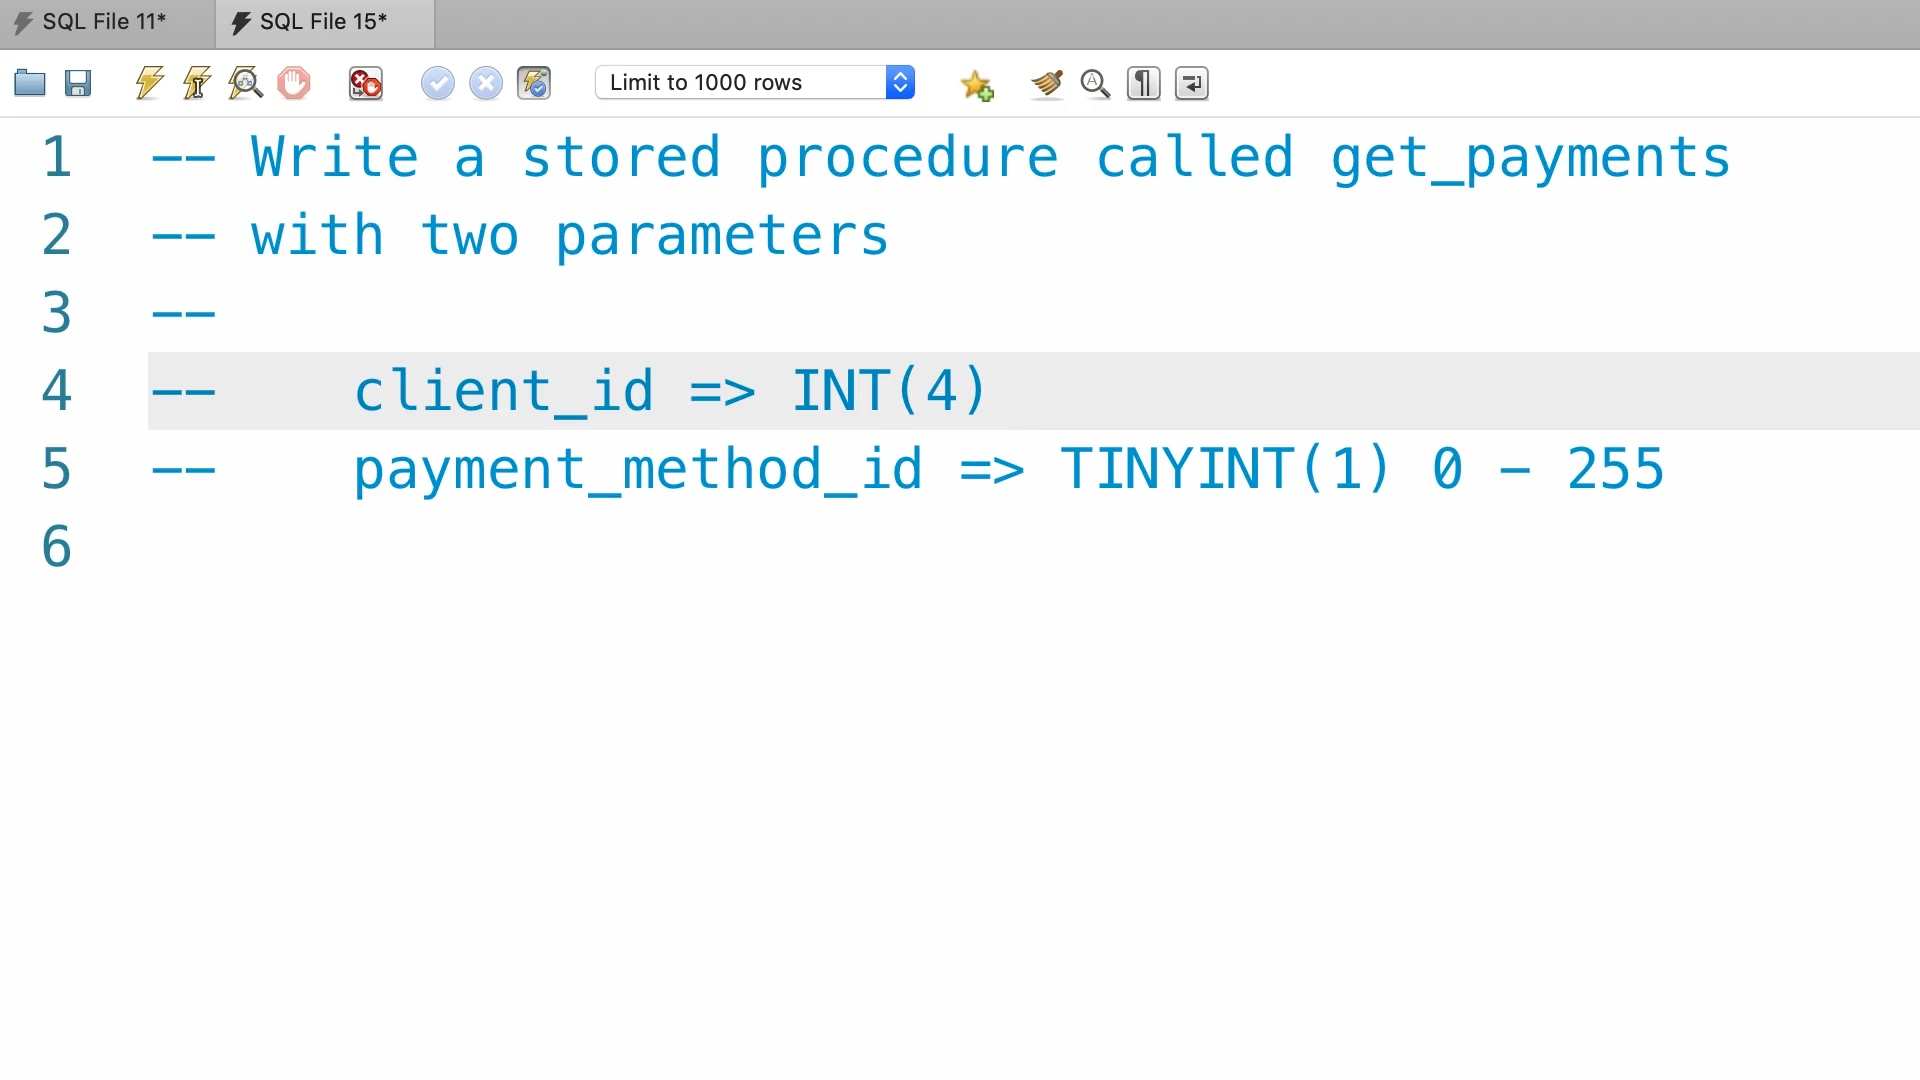 SQL File 11*
SQL File 15*
Limit to 1000 rows
1 -- Write a stored procedure called get_payments
2 -- with two parameters
3 --
4 --    client_id => INT(4)
5 --    payment_method_id => TINYINT(1) 0 - 255
6